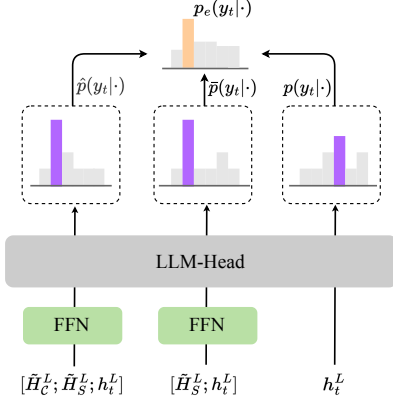 p_e(y_t|·)
p̂(y_t|·) p̄(y_t|·) p(y_t|·)
LLM-Head
FFN FFN
[H̃_C^L; H̃_S^L; h_t^L] [H̃_S^L; h_t^L] h_t^L